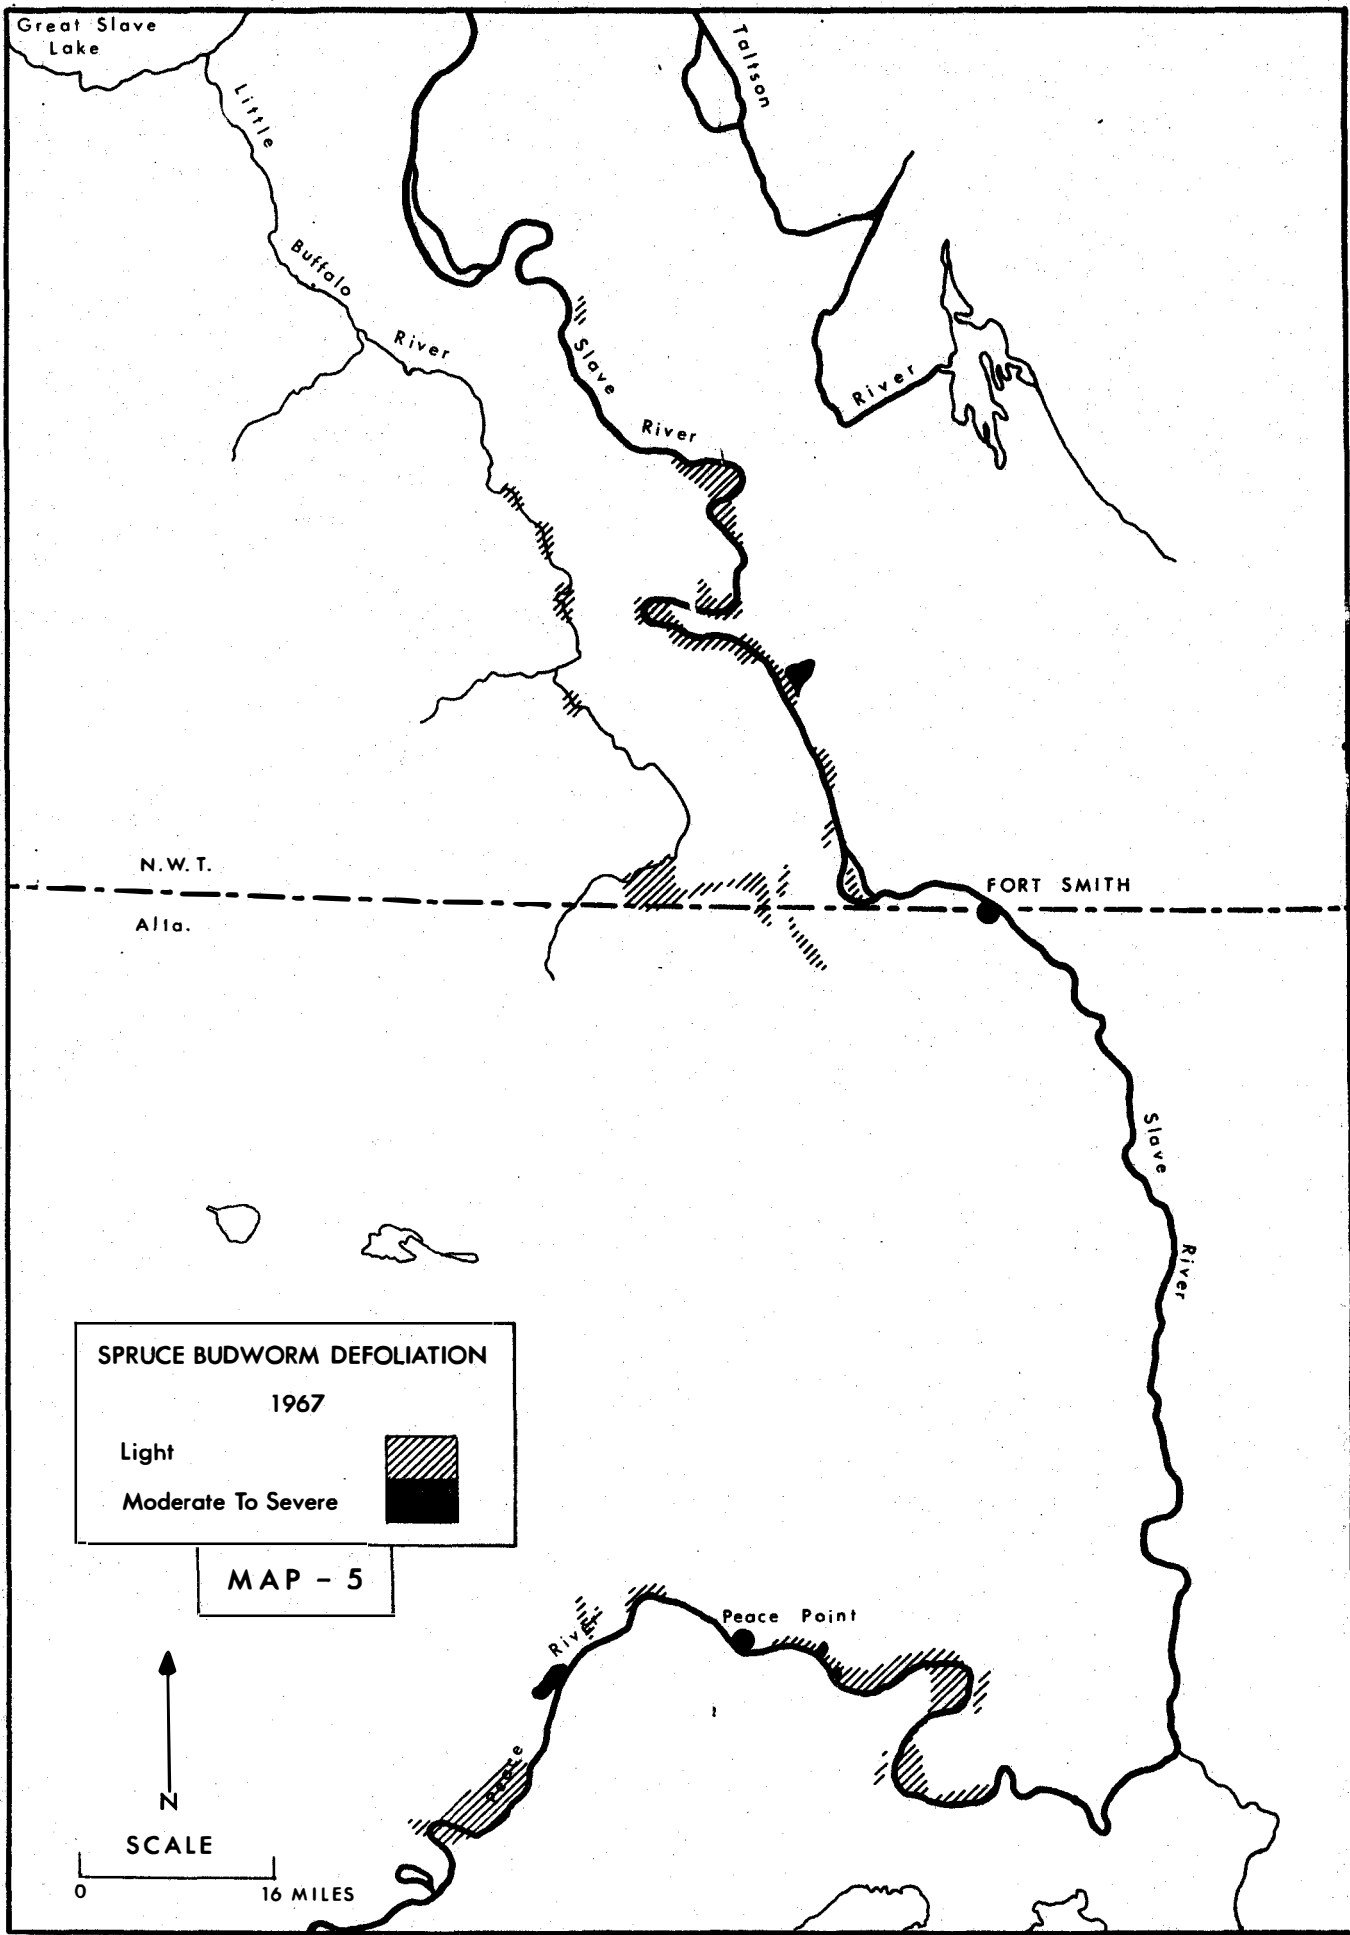 Great Slave
Lake
Little
Buffalo
River
Taltson
River
Slave
River
N.W.T.
Alta.
FORT SMITH
Slave
River
SPRUCE BUDWORM DEFOLIATION
1967
Light
Moderate To Severe
MAP - 5
Peace Point
River
Peace
N
SCALE
0 16 MILES